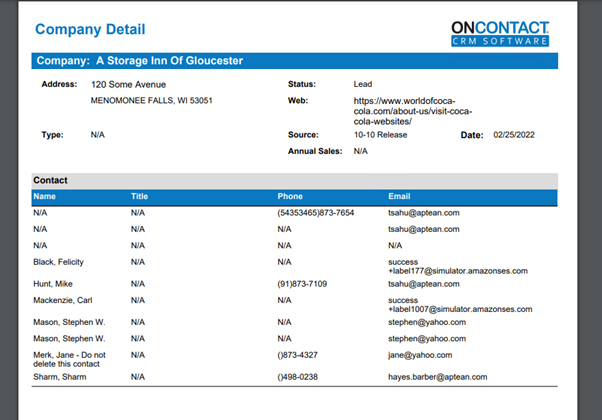 Company Detail
ONCONTACT
CRM SOFTWARE
Company: A Storage Inn Of Gloucester
Address: 120 Some Avenue Status: Lead
MENOMONEE FALLS, WI 53051 Web: https://www.worldofcoca-
cola.com/about-us/visit-coca-
cola-websites/
Type: N/A Source: 10-10 Release Date: 02/25/2022
Annual Sales: N/A
Contact
Name Title Phone Email
N/A N/A (54353465)873-7654 tsahu@aptean.com
N/A N/A N/A tsahu@aptean.com
N/A N/A N/A N/A
Black, Felicity N/A N/A success
+label177@simulator.amazonses.com
Hunt, Mike N/A (91)873-7109 tsahu@aptean.com
Mackenzie, Carl N/A N/A success
+label1007@simulator.amazonses.com
Mason, Stephen W. N/A N/A stephen@yahoo.com
Mason, Stephen W. N/A N/A stephen@yahoo.com
Merk, Jane - Do not N/A ()873-4327 jane@yahoo.com
delete this contact
Sharm, Sharm N/A ()498-0238 hayes.barber@aptean.com